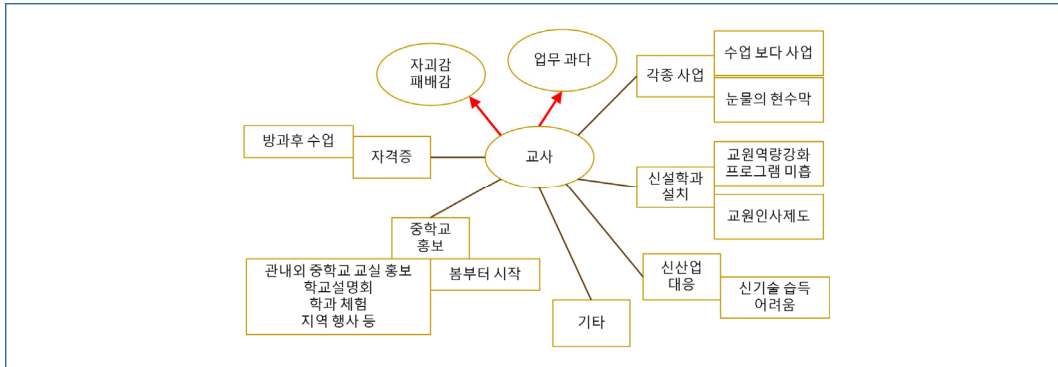 자괴감
패배감
업무 과다
각종 사업
수업 보다 사업
눈물의 현수막
방과후 수업
자격증
교사
신설학과
설치
교원역량강화
프로그램 미흡
교원인사제도
중학교
홍보
관내외 중학교 교실 홍보
학교설명회
학과 체험
지역 행사 등
봄부터 시작
기타
신산업
대응
신기술 습득
어려움